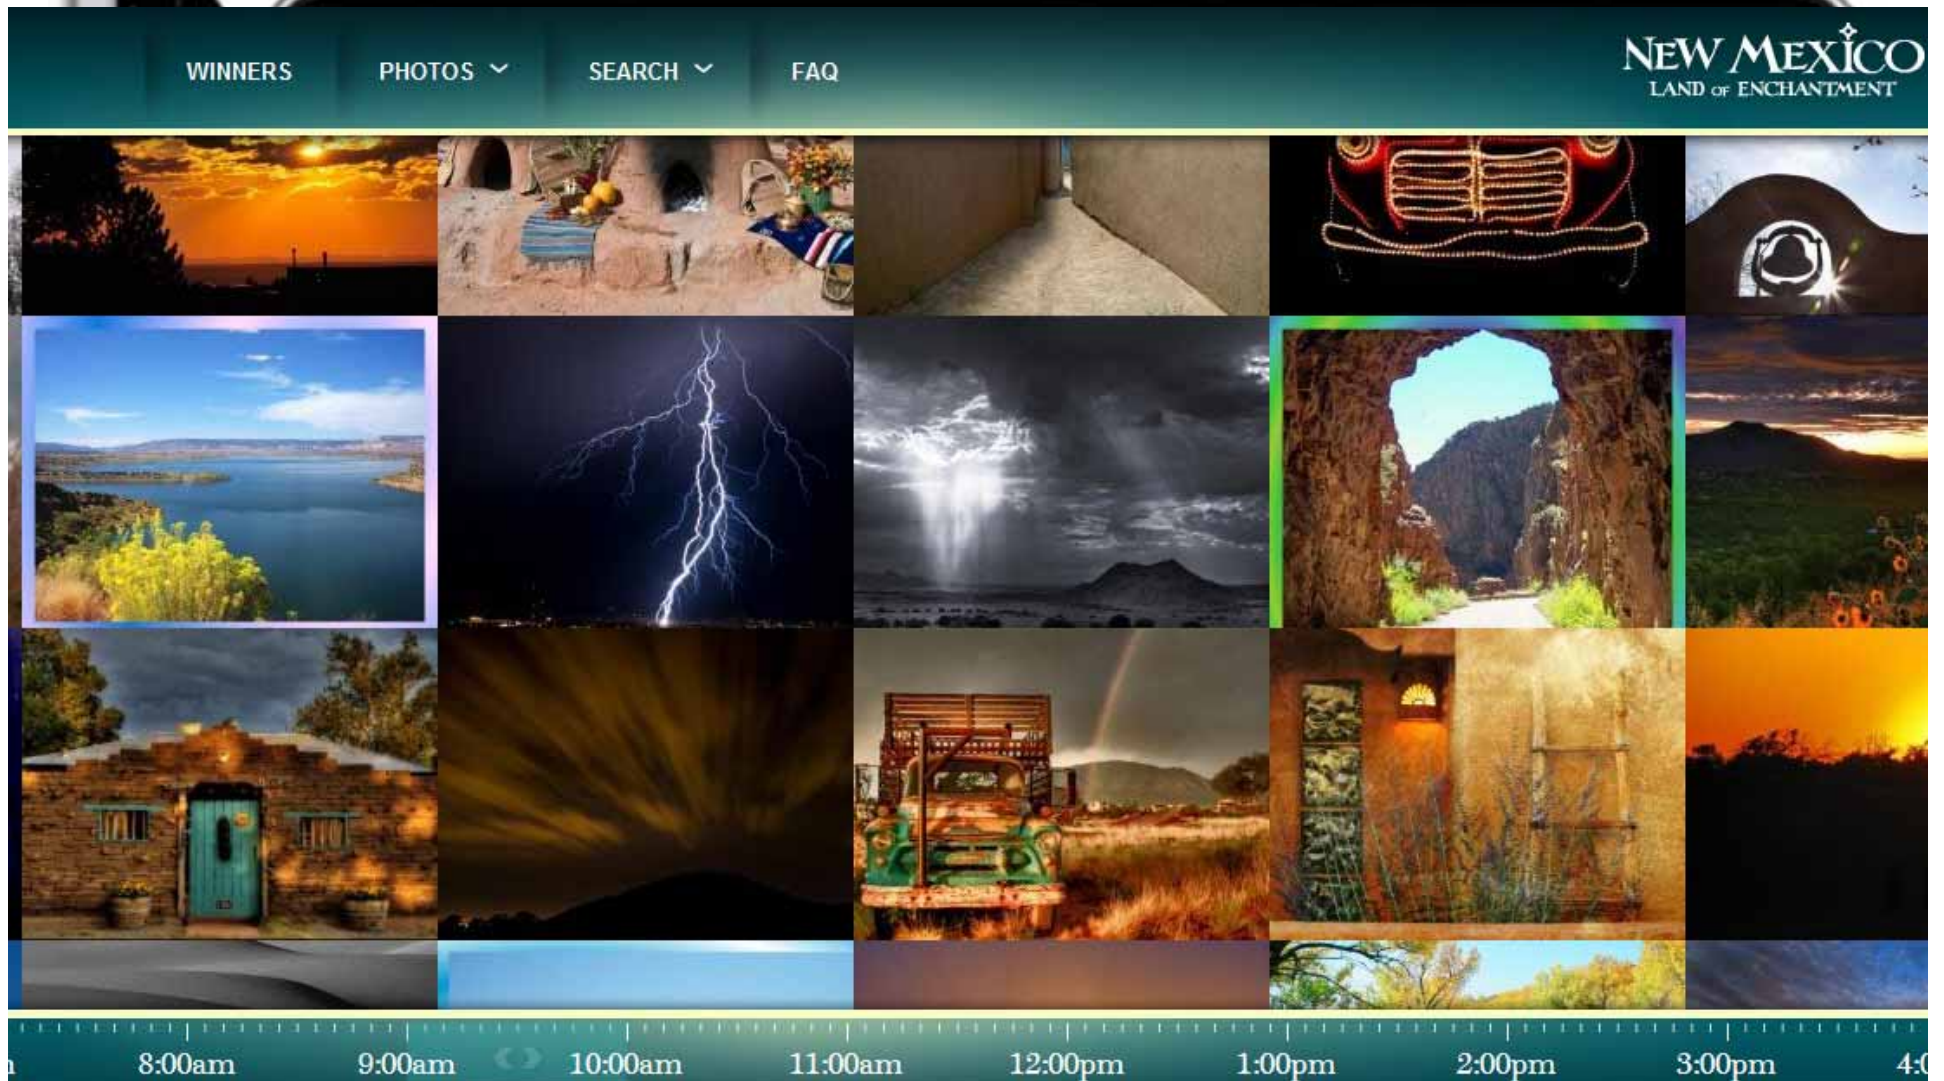 WINNERS
PHOTOS
SEARCH
FAQ
NEW MEXICO
LAND OF ENCHANTMENT
8:00am
9:00am
10:00am
11:00am
12:00pm
1:00pm
2:00pm
3:00pm